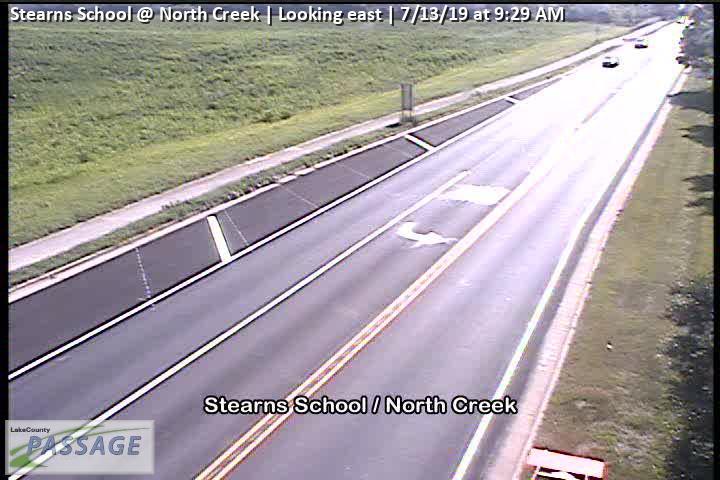 Stearns School @ North Creek | Looking east | 7/13/19 at 9:29 AM
Stearns School / North Creek
LakeCounty
PASSAGE